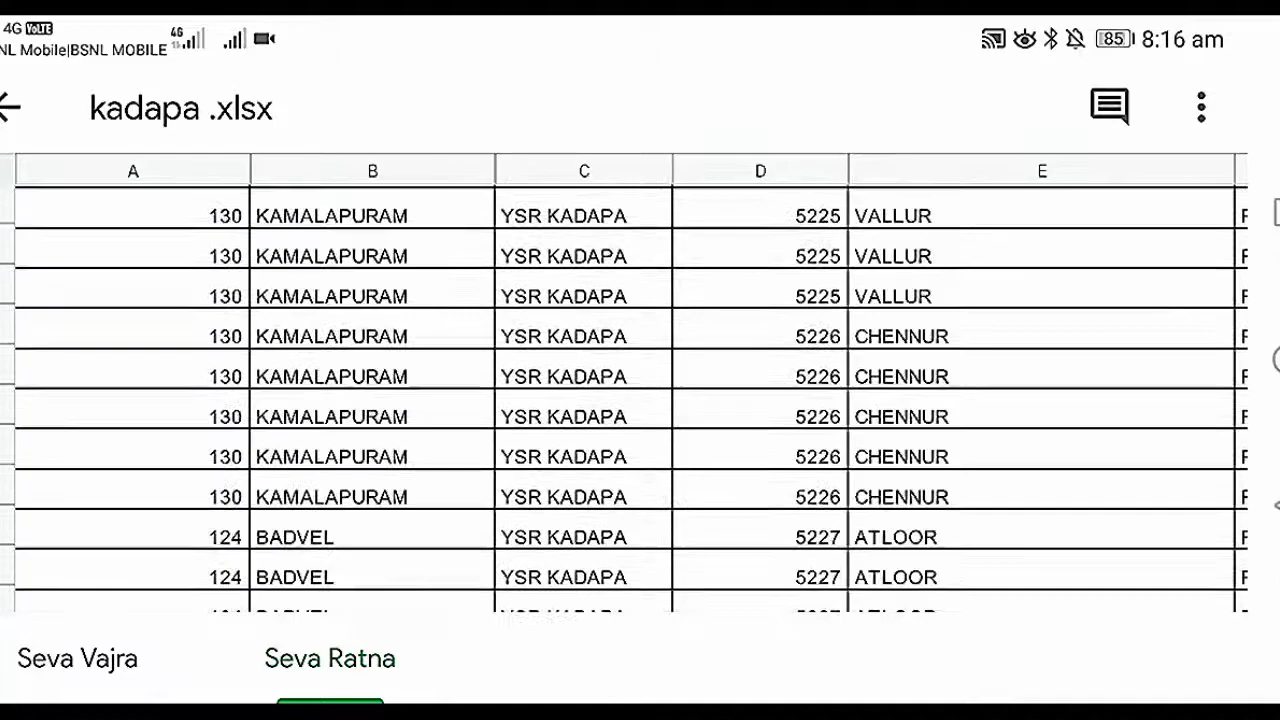 4G VoLTE 4G
NL Mobile|BSNL MOBILE 85 8:16 am
kadapa .xlsx
A B C D E
130 KAMALAPURAM YSR KADAPA 5225 VALLUR
130 KAMALAPURAM YSR KADAPA 5225 VALLUR
130 KAMALAPURAM YSR KADAPA 5225 VALLUR
130 KAMALAPURAM YSR KADAPA 5226 CHENNUR
130 KAMALAPURAM YSR KADAPA 5226 CHENNUR
130 KAMALAPURAM YSR KADAPA 5226 CHENNUR
130 KAMALAPURAM YSR KADAPA 5226 CHENNUR
130 KAMALAPURAM YSR KADAPA 5226 CHENNUR
124 BADVEL YSR KADAPA 5227 ATLOOR
124 BADVEL YSR KADAPA 5227 ATLOOR
Seva Vajra Seva Ratna